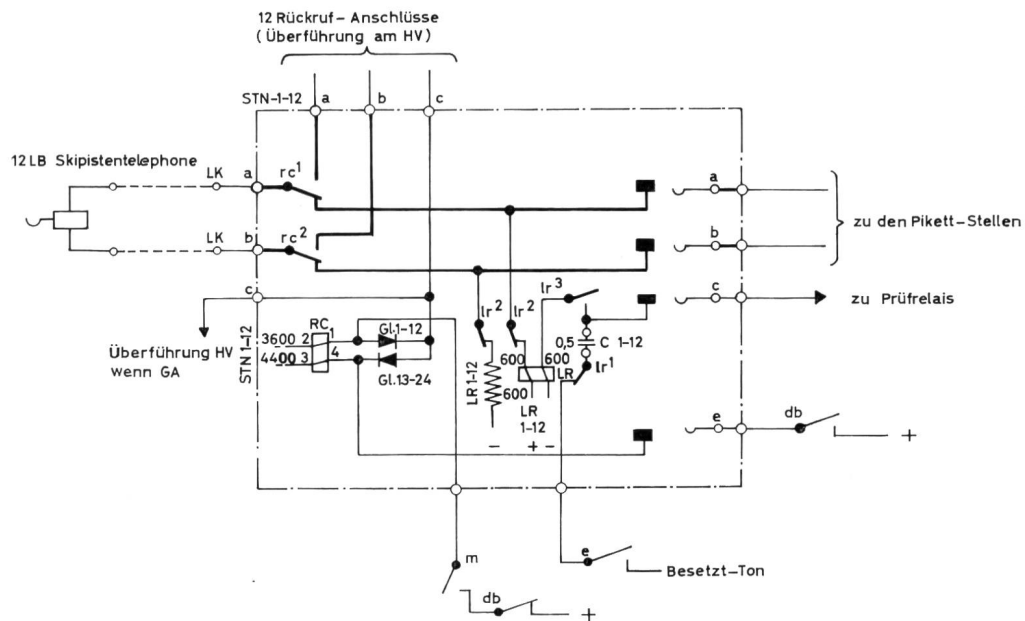 12 Rückruf – Anschlüsse
( Überführung am HV )
STN-1-12 a b c
12 LB Skipistentelephone
LK a rc1
a
LK b rc2
b
zu den Pikett–Stellen
c
c
zu Prüfrelais
lr3
lr2 lr2
Überführung HV
wenn GA
STN 1-12
3600 2 RC 1
4400 3 4
Gl.1-12
Gl.13-24
0,5 C 1-12
600 600
LR
lr1
LR 1-12
600
LR
1-12
– + –
e db
+
m
e
Besetzt–Ton
db
+